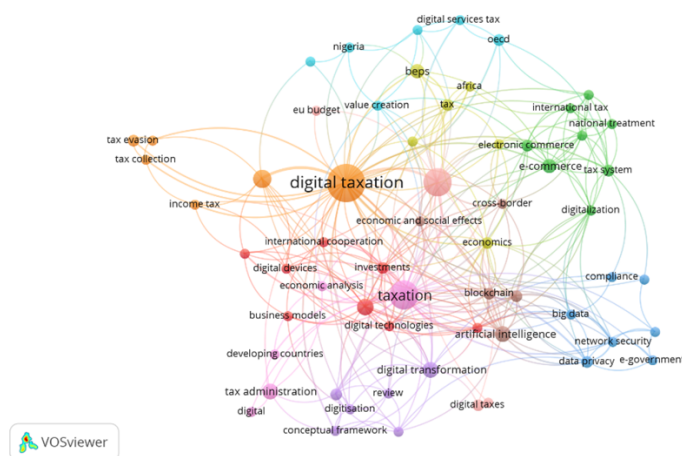 digital services tax
oecd
nigeria
beps
africa
eu budget
value creation
tax
international tax
national treatment
tax evasion
tax collection
electronic commerce
e-commerce
tax system
digital taxation
income tax
cross-border
digitalization
economic and social effects
international cooperation
economics
digital devices
investments
compliance
economic analysis
taxation
blockchain
business models
big data
digital technologies
artificial intelligence
network security
developing countries
data privacy
e-government
digital transformation
tax administration
review
digital
digitisation
digital taxes
conceptual framework
VOSviewer